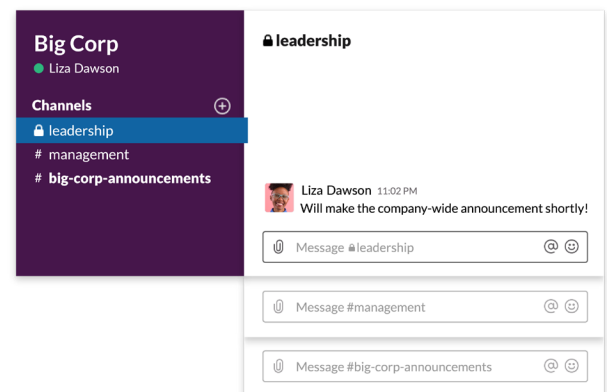 Big Corp
Liza Dawson
Channels
leadership
# management
# big-corp-announcements
leadership
Liza Dawson 11:02 PM
Will make the company-wide announcement shortly!
Message leadership @
Message #management @
Message #big-corp-announcements @